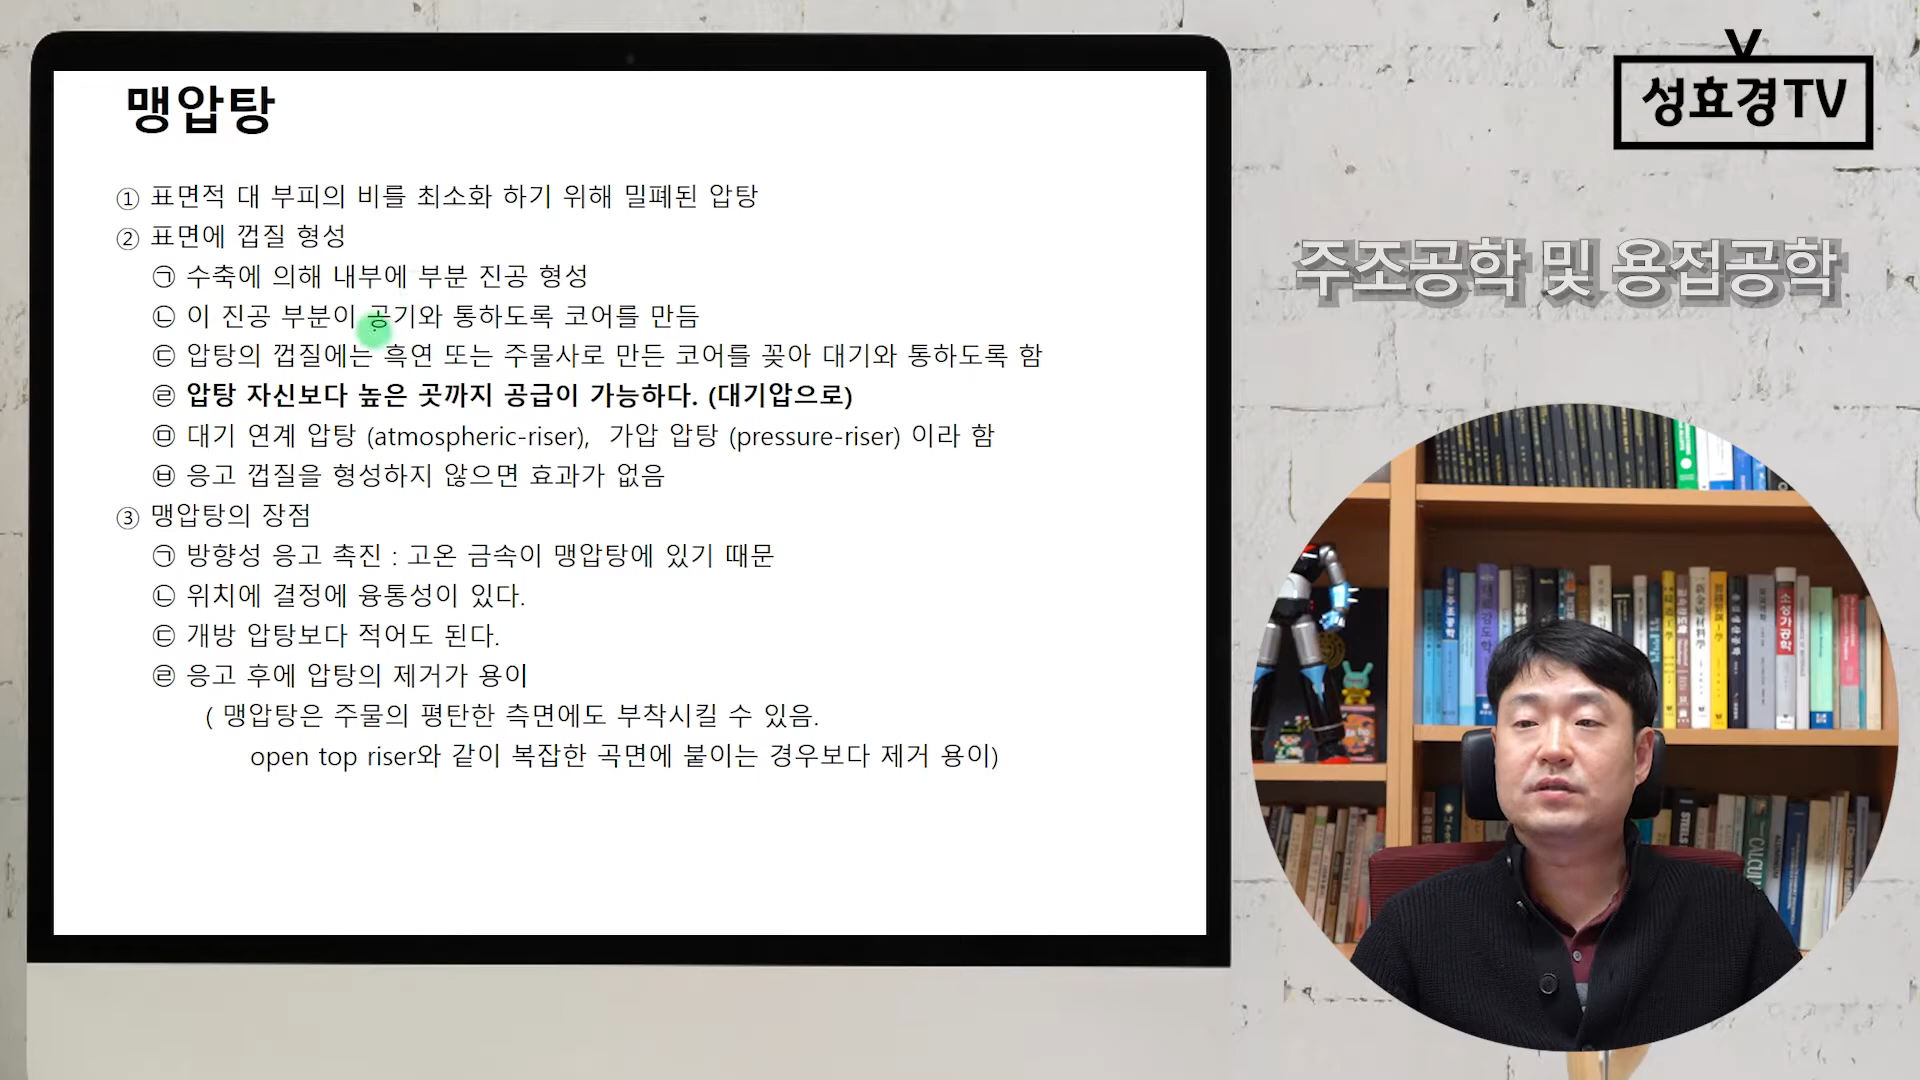 맹압탕
① 표면적 대 부피의 비를 최소화 하기 위해 밀폐된 압탕
② 표면에 껍질 형성
㉠ 수축에 의해 내부에 부분 진공 형성
㉡ 이 진공 부분이 공기와 통하도록 코어를 만듬
㉢ 압탕의 껍질에는 흑연 또는 주물사로 만든 코어를 꽂아 대기와 통하도록 함
㉣ 압탕 자신보다 높은 곳까지 공급이 가능하다. (대기압으로)
㉤ 대기 연계 압탕 (atmospheric-riser), 가압 압탕 (pressure-riser) 이라 함
㉥ 응고 껍질을 형성하지 않으면 효과가 없음
③ 맹압탕의 장점
㉠ 방향성 응고 촉진 : 고온 금속이 맹압탕에 있기 때문
㉡ 위치에 결정에 융통성이 있다.
㉢ 개방 압탕보다 적어도 된다.
㉣ 응고 후에 압탕의 제거가 용이
( 맹압탕은 주물의 평탄한 측면에도 부착시킬 수 있음.
open top riser와 같이 복잡한 곡면에 붙이는 경우보다 제거 용이)
성효경TV
주조공학 및 용접공학
소성가공학
STEELS